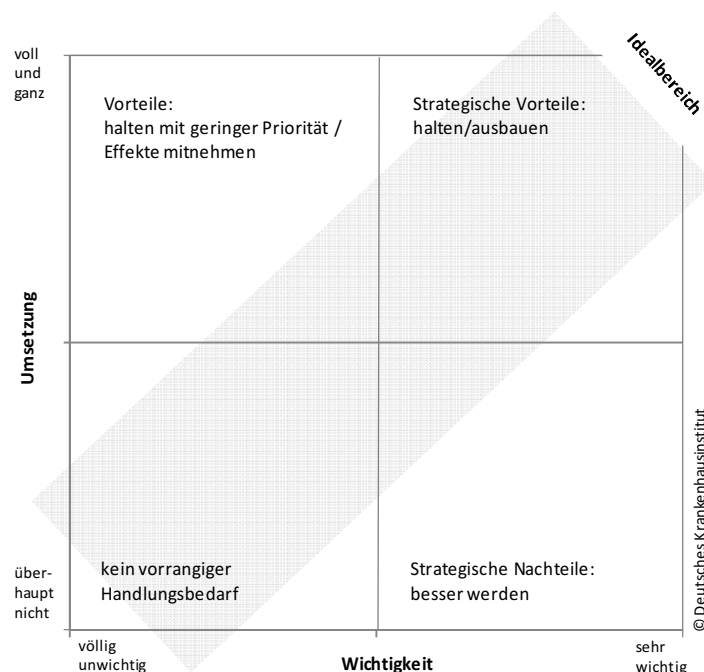 voll
und
ganz
Idealbereich
Vorteile:
halten mit geringer Priorität /
Effekte mitnehmen
Strategische Vorteile:
halten/ausbauen
Umsetzung
kein vorrangiger
Handlungsbedarf
Strategische Nachteile:
besser werden
über-
haupt
nicht
völlig
unwichtig
Wichtigkeit
sehr
wichtig
© Deutsches Krankenhausinstitut